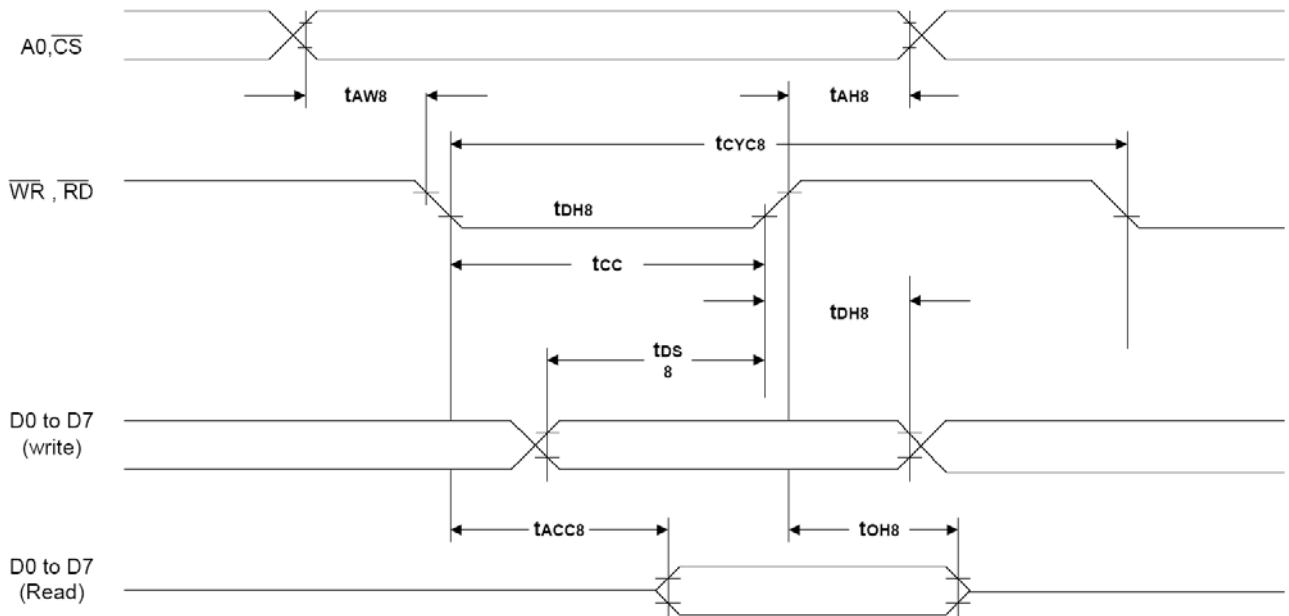 A0,CS
tAW8
tAH8
tCYC8
WR , RD
tDH8
tCC
tDH8
tDS
8
D0 to D7
(write)
tACC8
tOH8
D0 to D7
(Read)